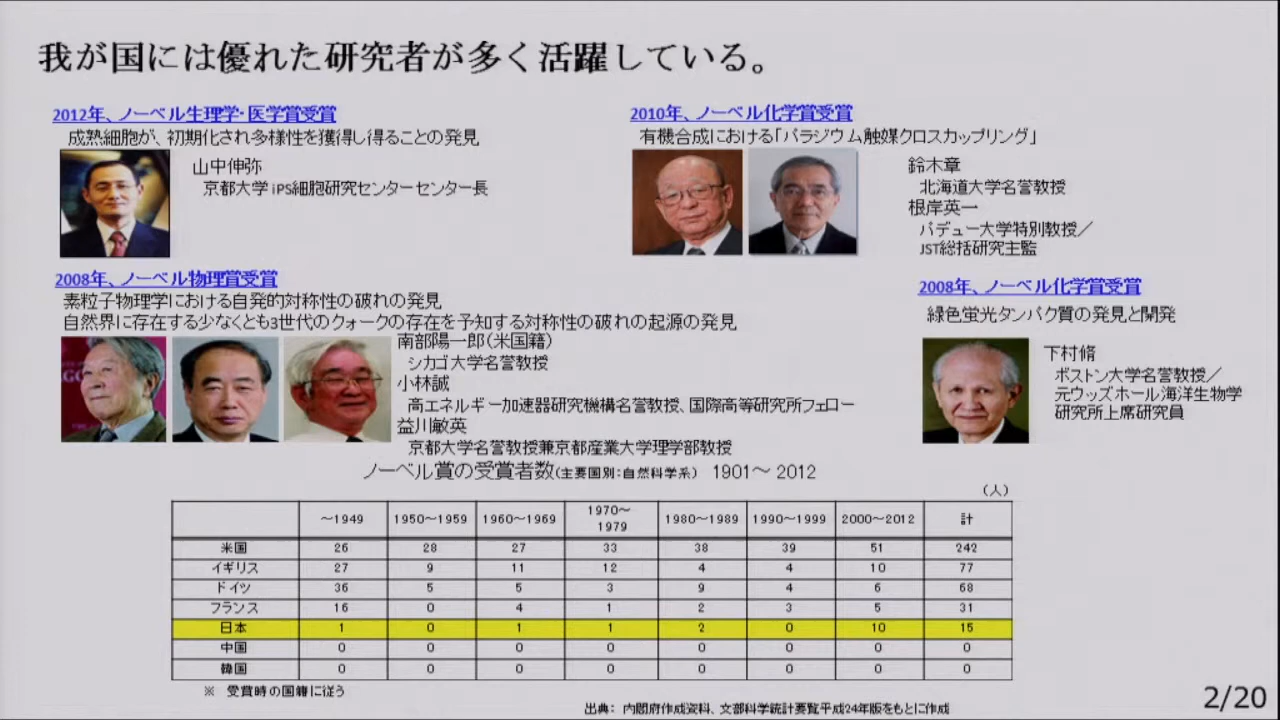 我が国には優れた研究者が多く活躍している。
2012年、ノーベル生理学・医学賞受賞
成熟細胞が、初期化され多様性を獲得し得ることの発見
山中伸弥
京都大学 iPS細胞研究センターセンター長
2010年、ノーベル化学賞受賞
有機合成における「パラジウム触媒クロスカップリング」
鈴木章
北海道大学名誉教授
根岸英一
パデュー大学特別教授／
JST総括研究主監
2008年、ノーベル物理賞受賞
素粒子物理学における自発的対称性の破れの発見
自然界に存在する少なくとも3世代のクォークの存在を予知する対称性の破れの起源の発見
南部陽一郎（米国籍）
シカゴ大学名誉教授
小林誠
高エネルギー加速器研究機構名誉教授、国際高等研究所フェロー
益川敏英
京都大学名誉教授兼京都産業大学理学部教授
2008年、ノーベル化学賞受賞
緑色蛍光タンパク質の発見と開発
下村脩
ボストン大学名誉教授／
元ウッズホール海洋生物学
研究所上席研究員
ノーベル賞の受賞者数(主要国別：自然科学系) 1901～2012
（人）
～1949 1950～1959 1960～1969 1970～1979 1980～1989 1990～1999 2000～2012 計
米国 26 28 27 33 38 39 51 242
イギリス 27 9 11 12 4 4 10 77
ドイツ 36 5 5 3 9 4 6 68
フランス 16 0 4 1 2 3 5 31
日本 1 0 1 1 2 0 10 15
中国 0 0 0 0 0 0 0 0
韓国 0 0 0 0 0 0 0 0
※ 受賞時の国籍に従う
出典： 内閣府作成資料、文部科学統計要覧平成24年版をもとに作成
2/20